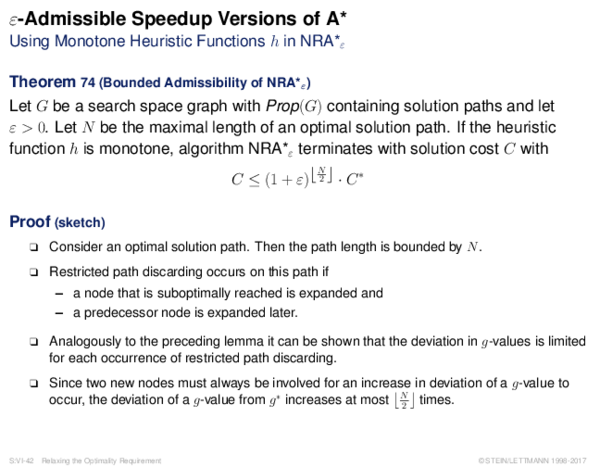 ε-Admissible Speedup Versions of A*
Using Monotone Heuristic Functions h in NRA*ε
Theorem 74 (Bounded Admissibility of NRA*ε)
Let G be a search space graph with Prop(G) containing solution paths and let
ε > 0. Let N be the maximal length of an optimal solution path. If the heuristic
function h is monotone, algorithm NRA*ε terminates with solution cost C with
C ≤ (1 + ε)^⌊N/2⌋ · C*
Proof (sketch)
❑ Consider an optimal solution path. Then the path length is bounded by N.
❑ Restricted path discarding occurs on this path if
– a node that is suboptimally reached is expanded and
– a predecessor node is expanded later.
❑ Analogously to the preceding lemma it can be shown that the deviation in g-values is limited
for each occurrence of restricted path discarding.
❑ Since two new nodes must always be involved for an increase in deviation of a g-value to
occur, the deviation of a g-value from g* increases at most ⌊N/2⌋ times.
S:VI-42 Relaxing the Optimality Requirement
©STEIN/LETTMANN 1998-2017